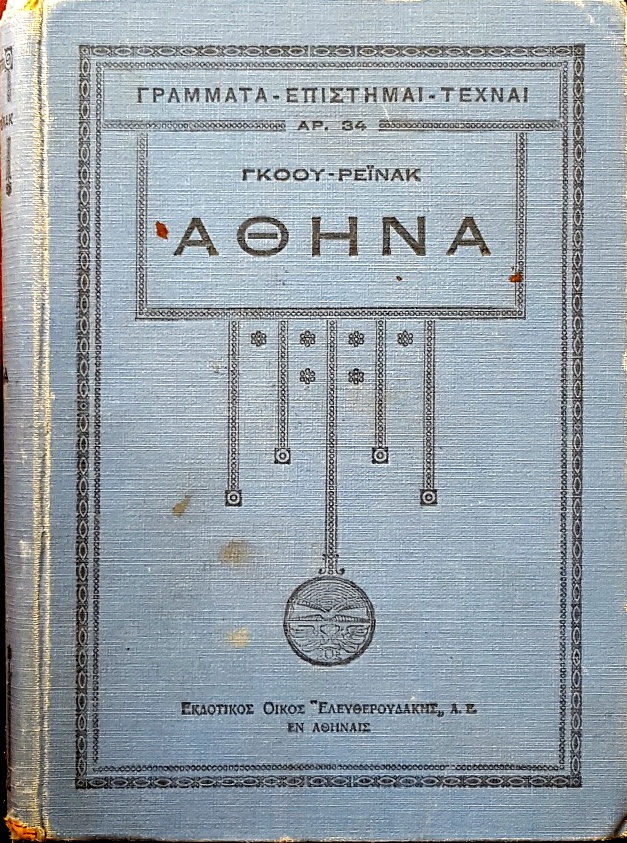 ΓΡΑΜΜΑΤΑ-ΕΠΙΣΤΗΜΑΙ-ΤΕΧΝΑΙ
ΑΡ. 34
ΓΚΟΟΥ-ΡΕΪΝΑΚ
ΑΘΗΝΑ
ΕΚΔΟΤΙΚΟΣ ΟΙΚΟΣ "ΕΛΕΥΘΕΡΟΥΔΑΚΗΣ„ Α. Ε.
ΕΝ ΑΘΗΝΑΙΣ